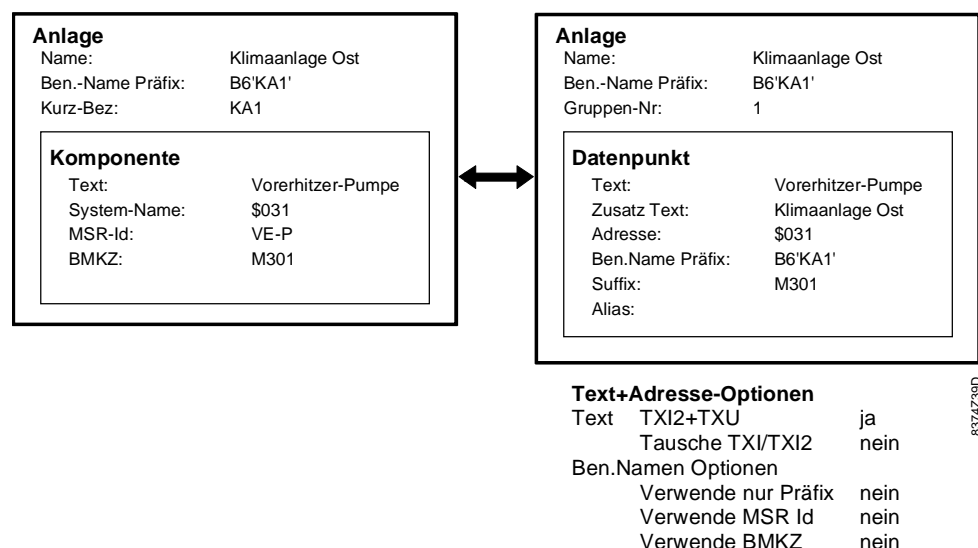 Anlage
Name: Klimaanlage Ost
Ben.-Name Präfix: B6'KA1'
Kurz-Bez: KA1
Komponente
Text: Vorerhitzer-Pumpe
System-Name: $031
MSR-Id: VE-P
BMKZ: M301
Anlage
Name: Klimaanlage Ost
Ben.-Name Präfix: B6'KA1'
Gruppen-Nr: 1
Datenpunkt
Text: Vorerhitzer-Pumpe
Zusatz Text: Klimaanlage Ost
Adresse: $031
Ben.Name Präfix: B6'KA1'
Suffix: M301
Alias:
Text+Adresse-Optionen
Text TXI2+TXU ja
Tausche TXI/TXI2 nein
Ben.Namen Optionen
Verwende nur Präfix nein
Verwende MSR Id nein
Verwende BMKZ nein
8374Z39D